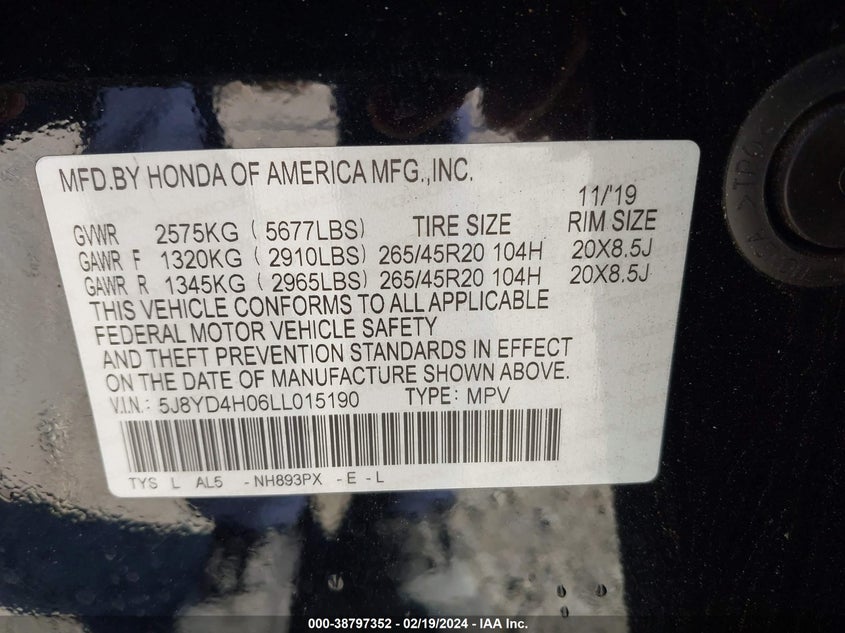 MFD.BY HONDA OF AMERICA MFG.,INC.
11/'19
GVWR 2575KG (5677LBS) TIRE SIZE RIM SIZE
GAWR F 1320KG (2910LBS) 265/45R20 104H 20X8.5J
GAWR R 1345KG (2965LBS) 265/45R20 104H 20X8.5J
THIS VEHICLE CONFORMS TO ALL APPLICABLE
FEDERAL MOTOR VEHICLE SAFETY
AND THEFT PREVENTION STANDARDS IN EFFECT
ON THE DATE OF MANUFACTURE SHOWN ABOVE.
V.I.N.: 5J8YD4H06LL015190 TYPE: MPV
TYS L AL5 -NH893PX -E-L
000-38797352 - 02/19/2024 - IAA Inc.